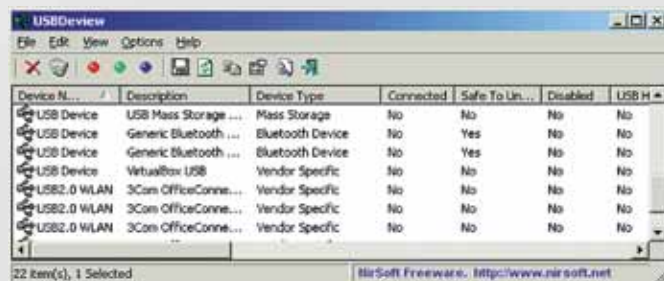 USBDeview
File Edit View Options Help
Device N... / Description Device Type Connected Safe To Un... Disabled USB H
USB Device USB Mass Storage ... Mass Storage No No No No
USB Device Generic Bluetooth ... Bluetooth Device No Yes No No
USB Device Generic Bluetooth ... Bluetooth Device No Yes No No
USB Device VirtualBox USB Vendor Specific No No No No
USB2.0 WLAN 3Com OfficeConne... Vendor Specific No No No No
USB2.0 WLAN 3Com OfficeConne... Vendor Specific No No No No
USB2.0 WLAN 3Com OfficeConne... Vendor Specific No No No No
22 item(s), 1 Selected NirSoft Freeware. http://www.nirsoft.net